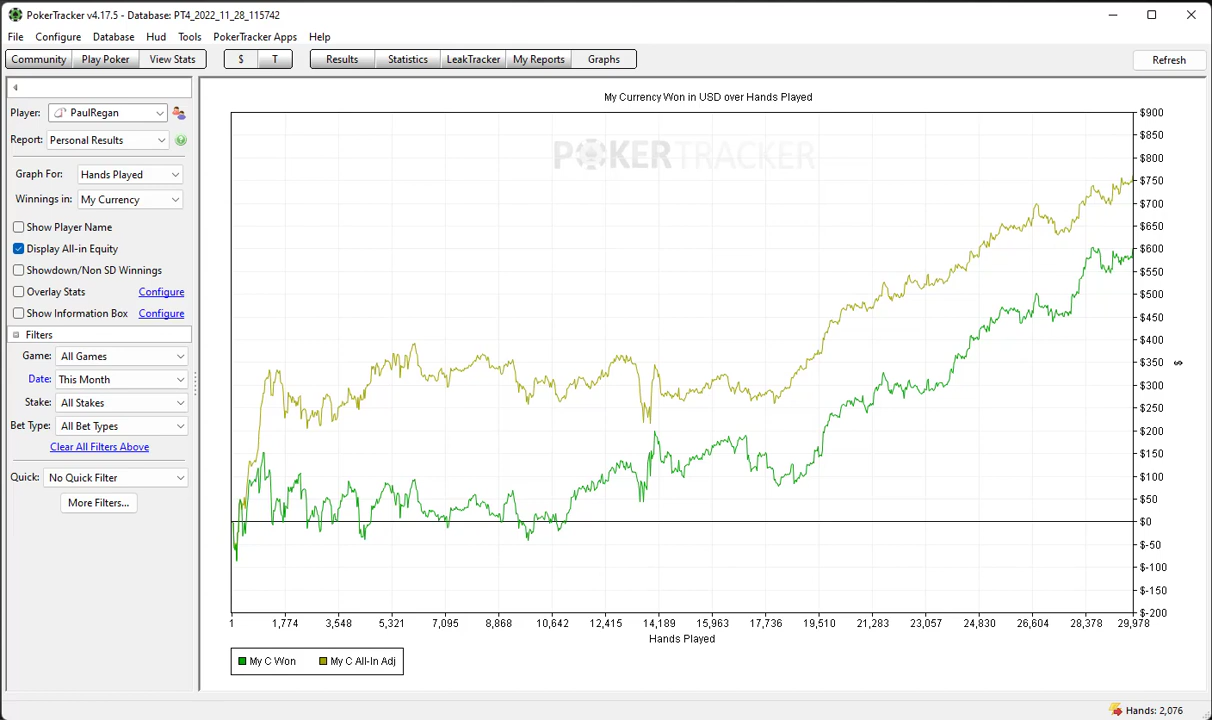 PokerTracker v4.17.5 - Database: PT4_2022_11_28_115742
File Configure Database Hud Tools PokerTracker Apps Help
Community Play Poker View Stats $ T Results Statistics LeakTracker My Reports Graphs Refresh
Player: PaulRegan
Report: Personal Results
Graph For: Hands Played
Winnings in: My Currency
Show Player Name
Display All-in Equity
Showdown/Non SD Winnings
Overlay Stats Configure
Show Information Box Configure
Filters
Game: All Games
Date: This Month
Stake: All Stakes
Bet Type: All Bet Types
Clear All Filters Above
Quick: No Quick Filter
More Filters...
My Currency Won in USD over Hands Played
POKERTRACKER
$900
$850
$800
$750
$700
$650
$600
$550
$500
$450
$400
$350
$
$300
$250
$200
$150
$100
$50
$0
$-50
$-100
$-150
$-200
1 1,774 3,548 5,321 7,095 8,868 10,642 12,415 14,189 15,963 17,736 19,510 21,283 23,057 24,830 26,604 28,378 29,978
Hands Played
My C Won My C All-In Adj
Hands: 2,076